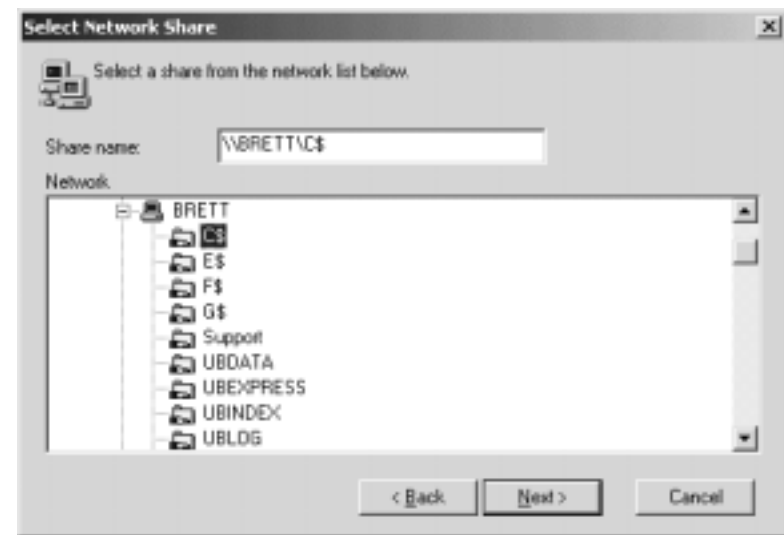 Select Network Share
Select a share from the network list below.
Share name: \\BRETT\C$
Network
BRETT
C$
E$
F$
G$
Support
UBDATA
UBEXPRESS
UBINDEX
UBLOG
< Back Next > Cancel